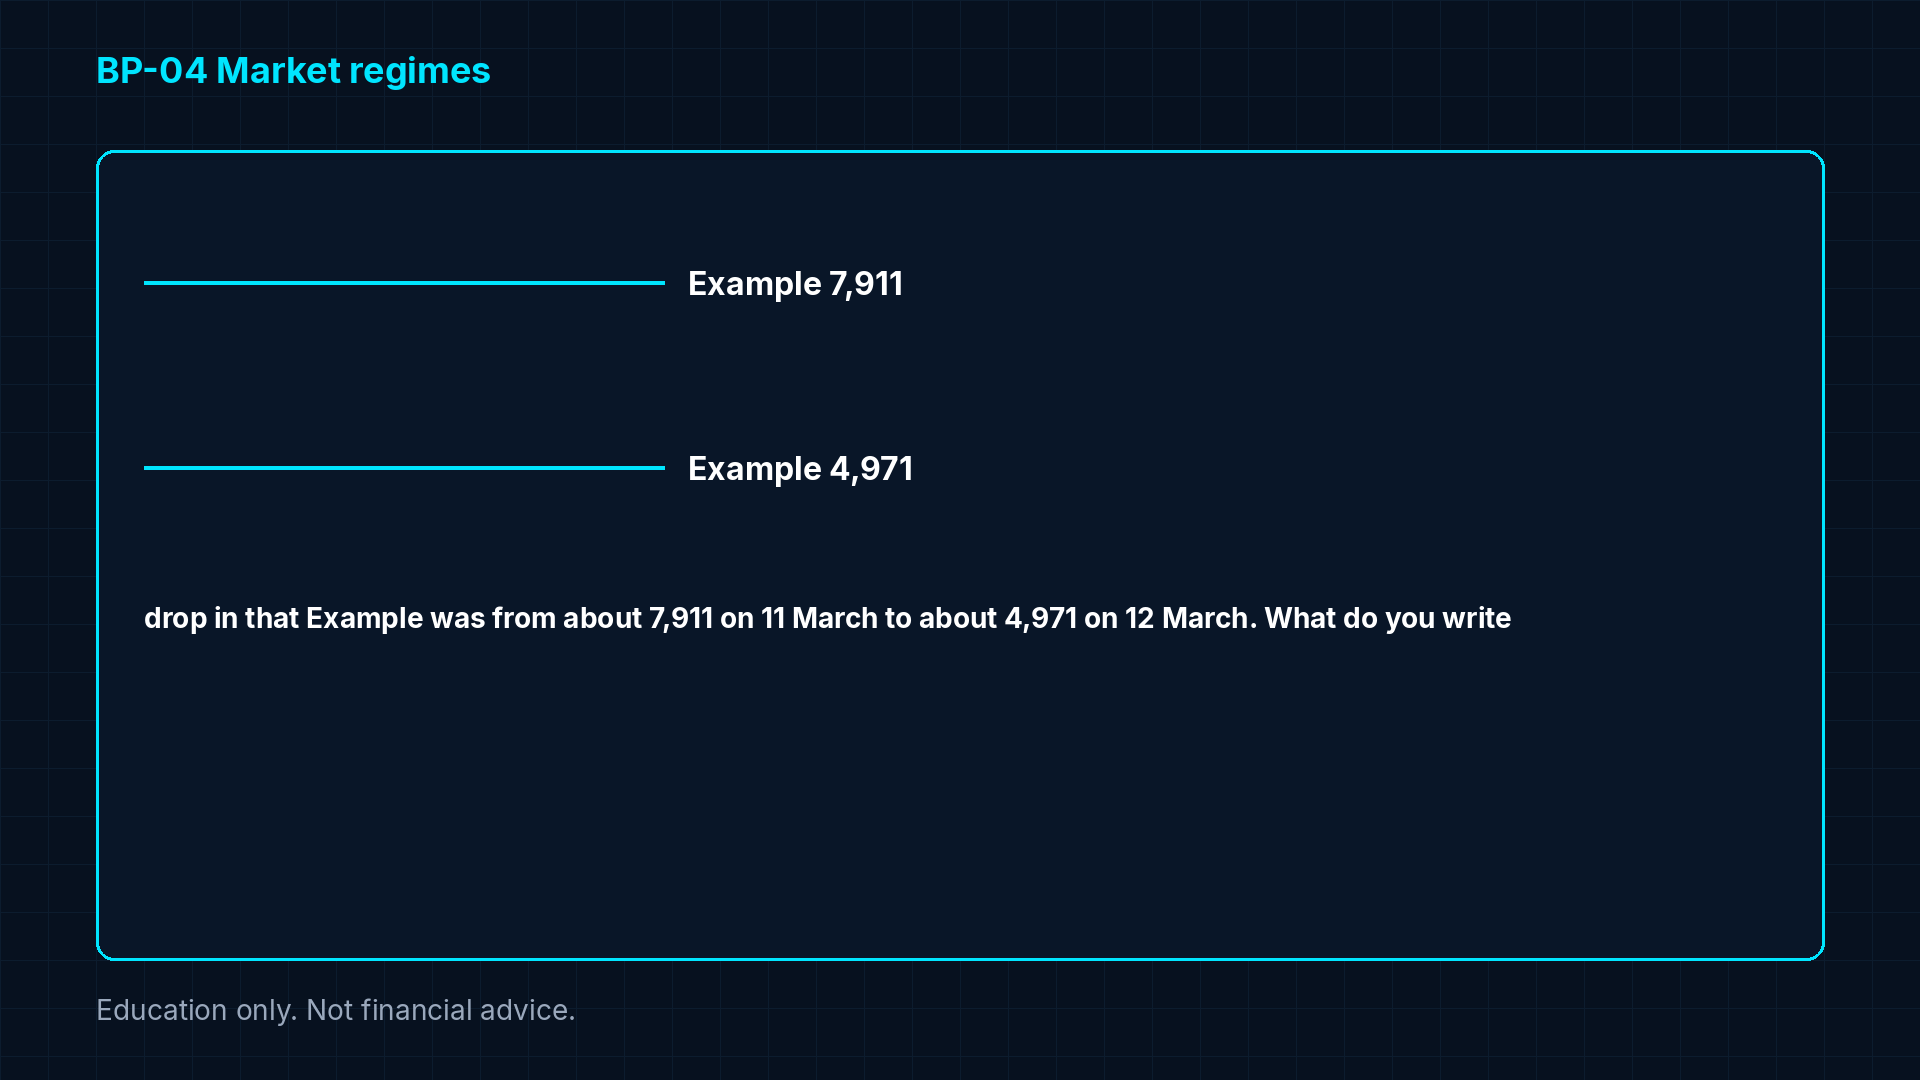 BP-04 Market regimes
Example 7,911
Example 4,971
drop in that Example was from about 7,911 on 11 March to about 4,971 on 12 March. What do you write
Education only. Not financial advice.